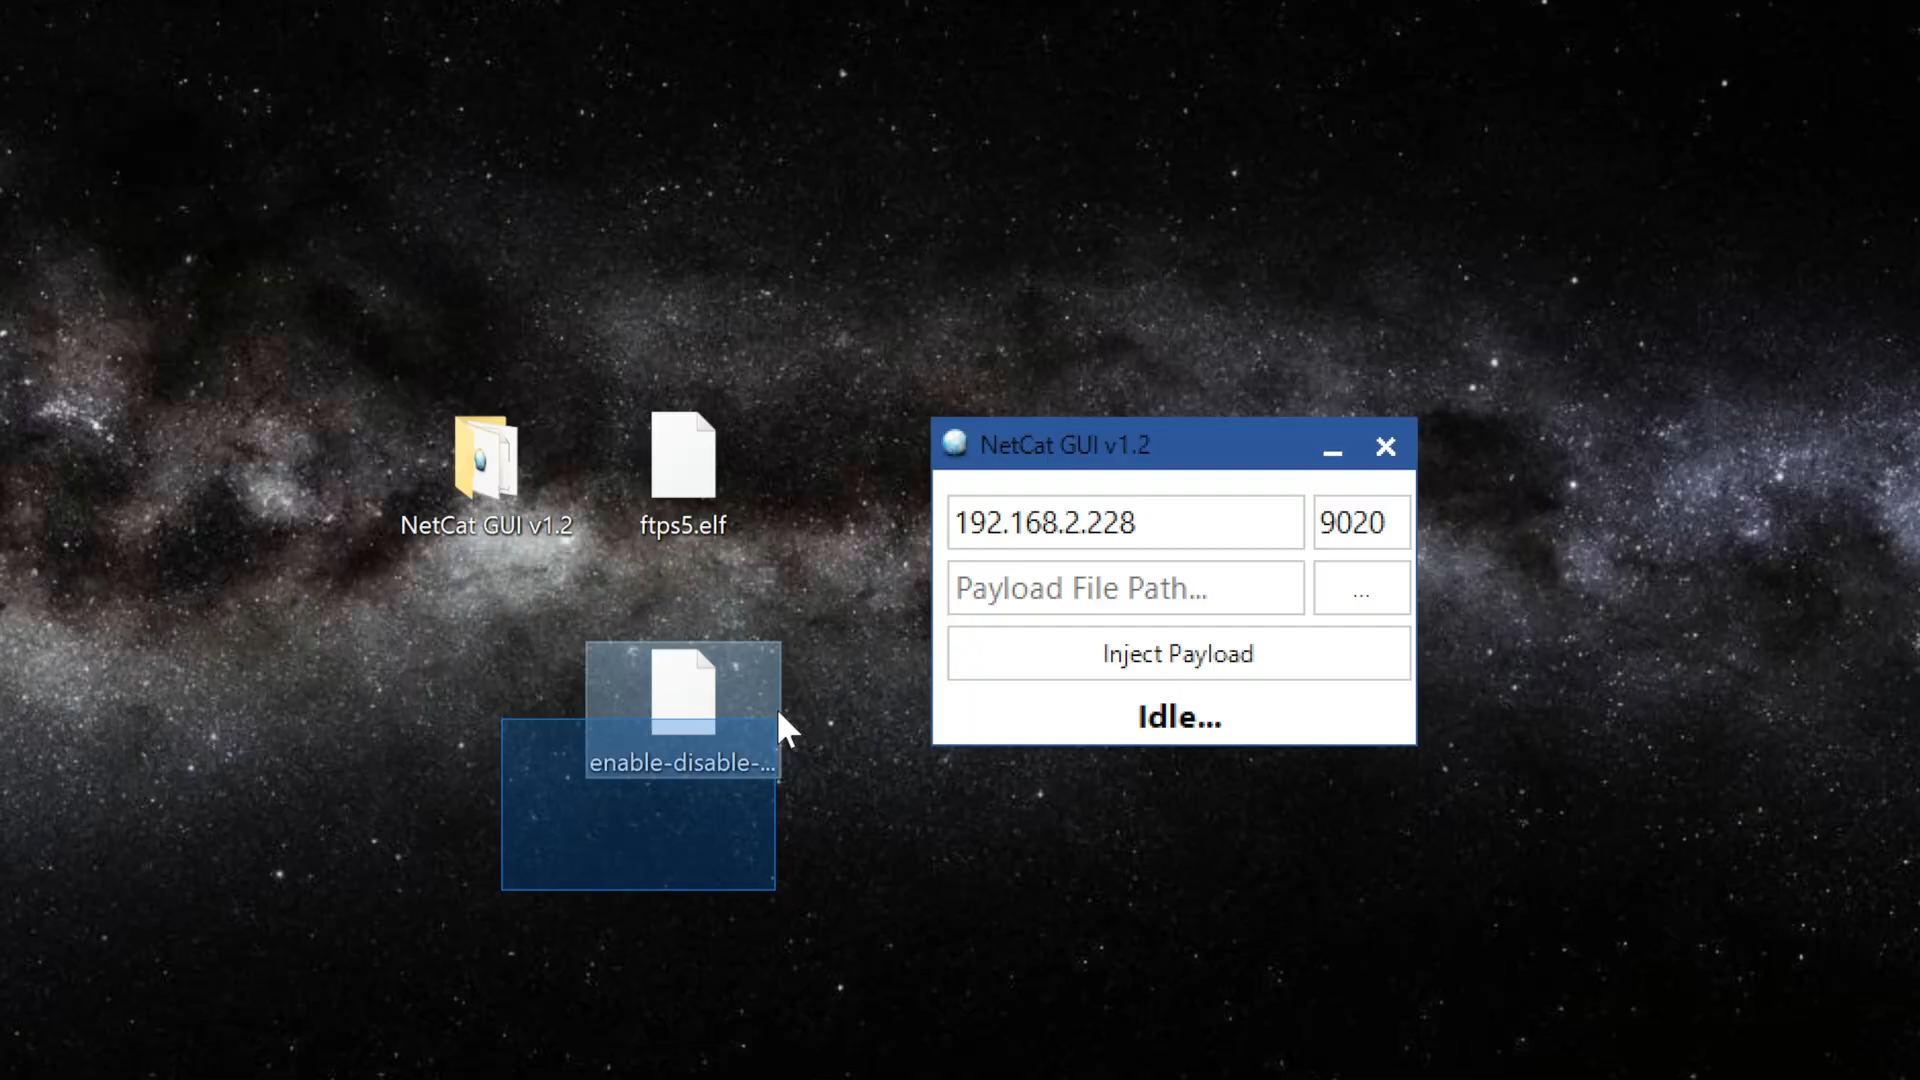 NetCat GUI v1.2
ftps5.elf
enable-disable-...
NetCat GUI v1.2
192.168.2.228
9020
Payload File Path...
...
Inject Payload
Idle...